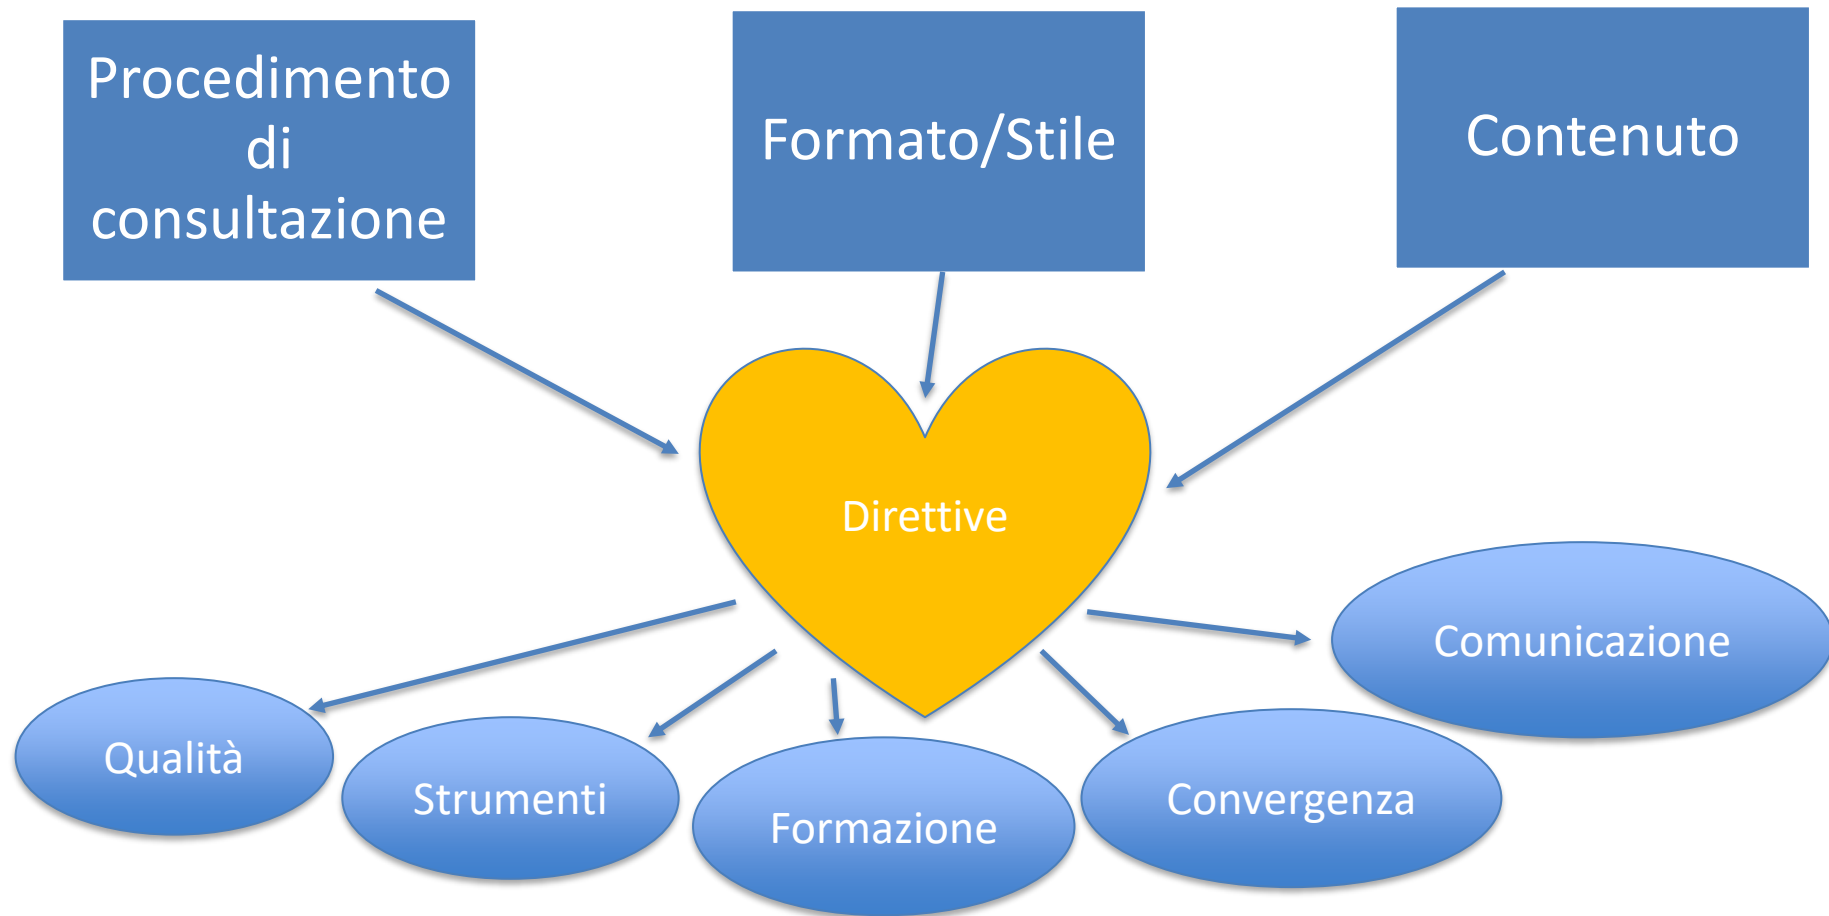 Procedimento
di
consultazione
Formato/Stile
Contenuto
Direttive
Comunicazione
Qualità
Strumenti
Formazione
Convergenza